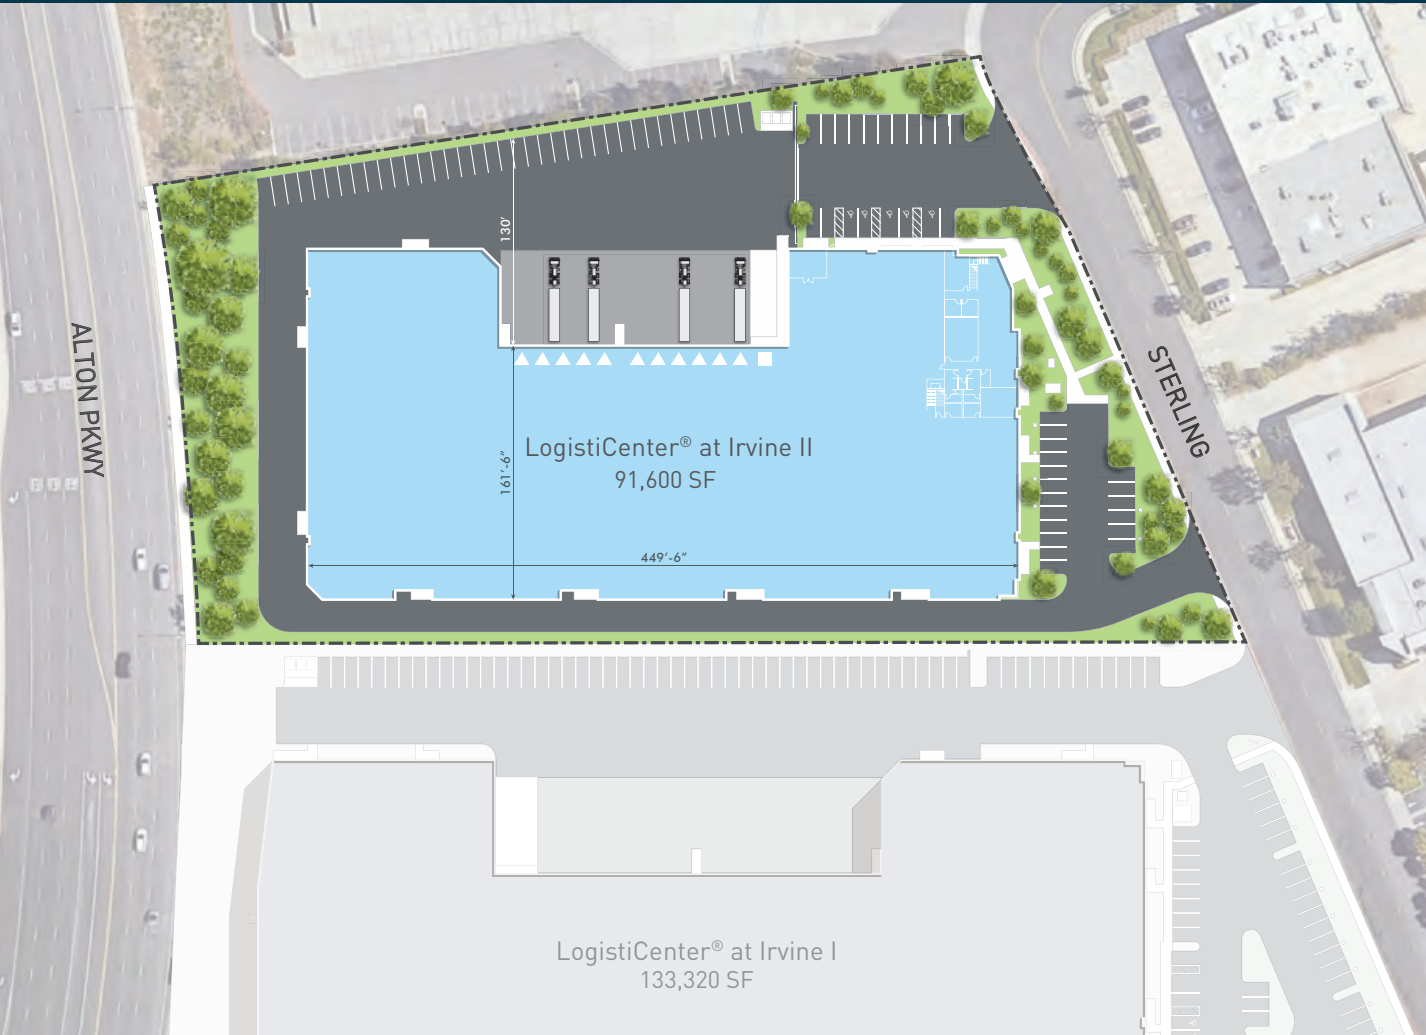 130′
ALTON PKWY
STERLING
LogistiCenter® at Irvine II
91,600 SF
161′-6″
449′-6″
LogistiCenter® at Irvine I
133,320 SF